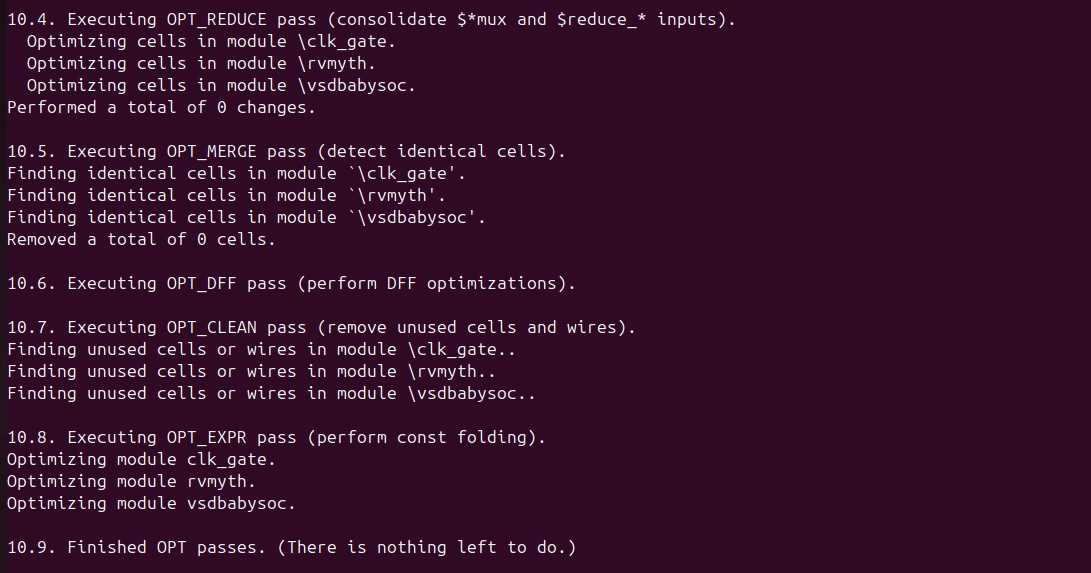 10.4. Executing OPT_REDUCE pass (consolidate $*mux and $reduce_* inputs).
  Optimizing cells in module \clk_gate.
  Optimizing cells in module \rvmyth.
  Optimizing cells in module \vsdbabysoc.
Performed a total of 0 changes.

10.5. Executing OPT_MERGE pass (detect identical cells).
Finding identical cells in module `\clk_gate'.
Finding identical cells in module `\rvmyth'.
Finding identical cells in module `\vsdbabysoc'.
Removed a total of 0 cells.

10.6. Executing OPT_DFF pass (perform DFF optimizations).

10.7. Executing OPT_CLEAN pass (remove unused cells and wires).
Finding unused cells or wires in module \clk_gate..
Finding unused cells or wires in module \rvmyth..
Finding unused cells or wires in module \vsdbabysoc..

10.8. Executing OPT_EXPR pass (perform const folding).
Optimizing module clk_gate.
Optimizing module rvmyth.
Optimizing module vsdbabysoc.

10.9. Finished OPT passes. (There is nothing left to do.)